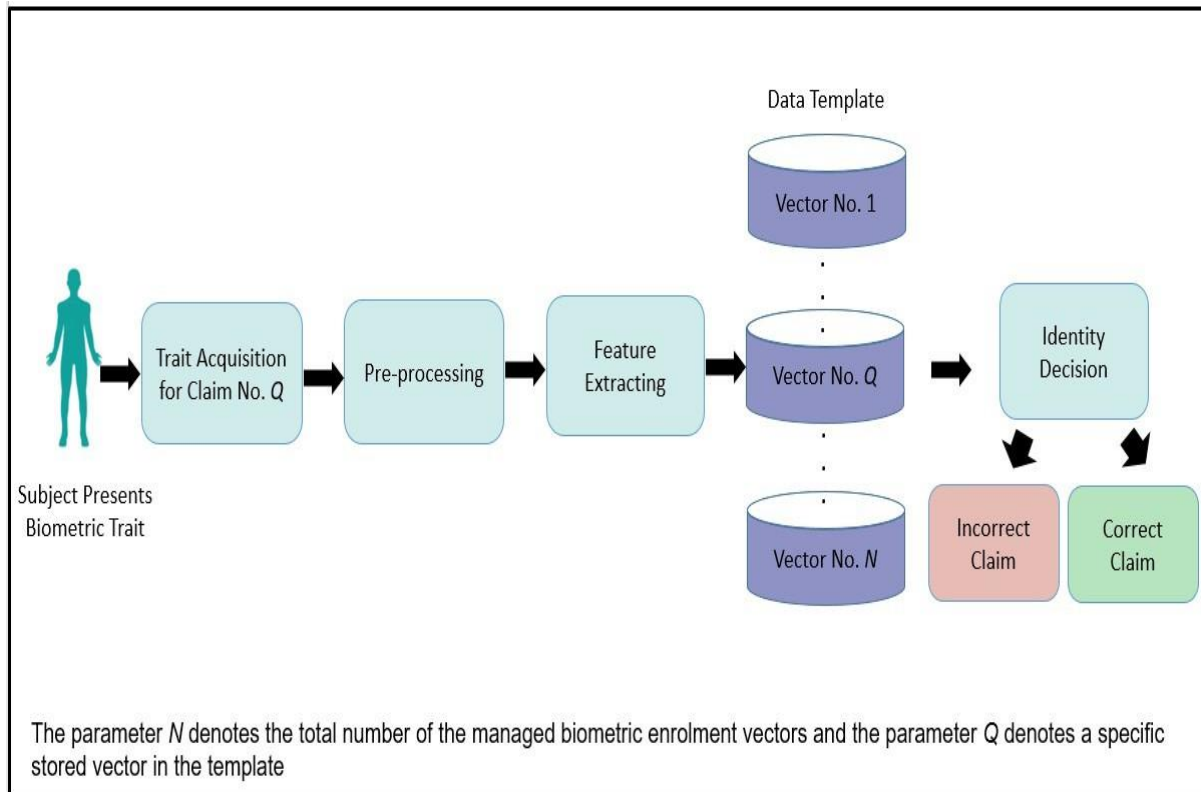 Data Template
Vector No. 1
Trait Acquisition
for Claim No. Q
Pre-processing
Feature
Extracting
Vector No. Q
Identity
Decision
Subject Presents
Biometric Trait
Vector No. N
Incorrect
Claim
Correct
Claim
The parameter N denotes the total number of the managed biometric enrolment vectors and the parameter Q denotes a specific
stored vector in the template